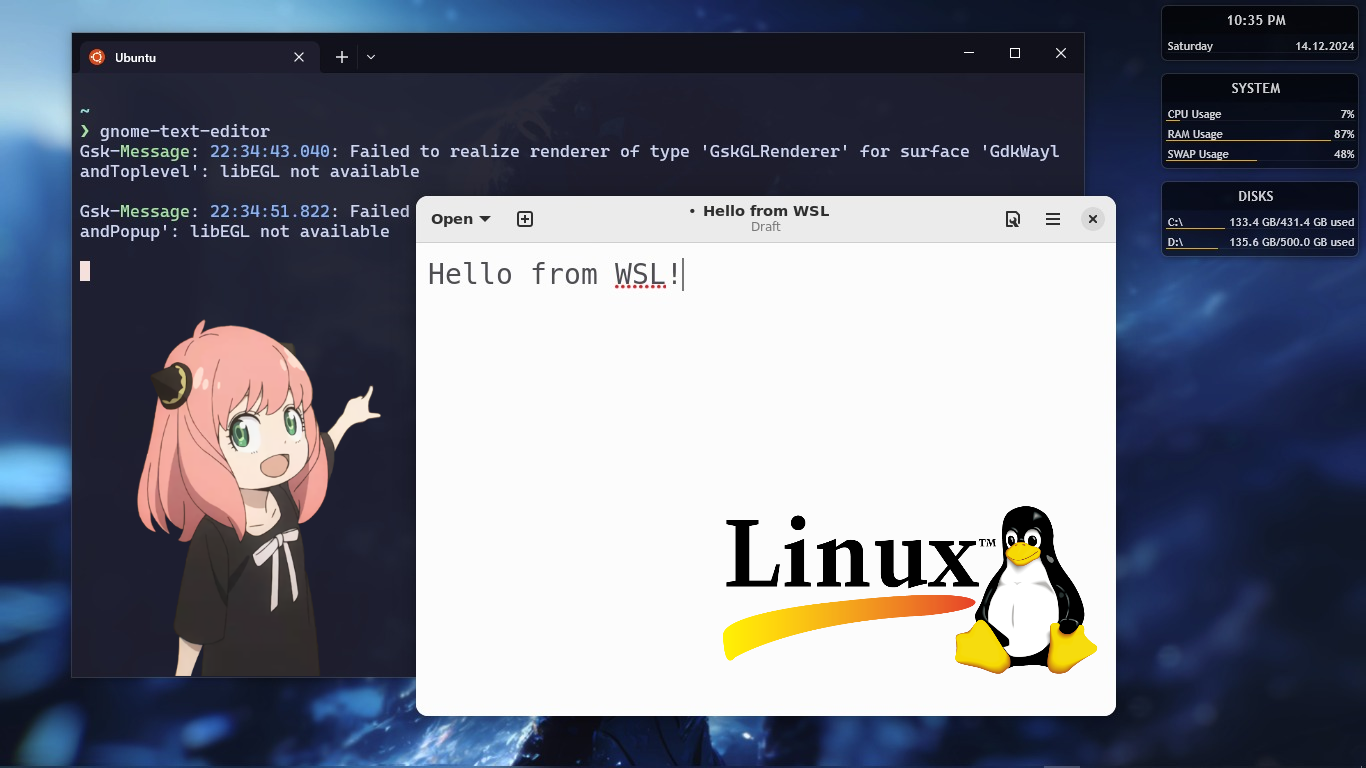 Ubuntu
~
❯ gnome-text-editor
Gsk-Message: 22:34:43.040: Failed to realize renderer of type 'GskGLRenderer' for surface 'GdkWayl
andToplevel': libEGL not available
Gsk-Message: 22:34:51.822: Failed
andPopup': libEGL not available
Open
• Hello from WSL
Draft
Hello from WSL!
Linux™
10:35 PM
Saturday 14.12.2024
SYSTEM
CPU Usage 7%
RAM Usage 87%
SWAP Usage 48%
DISKS
C:\ 133.4 GB/431.4 GB used
D:\ 135.6 GB/500.0 GB used